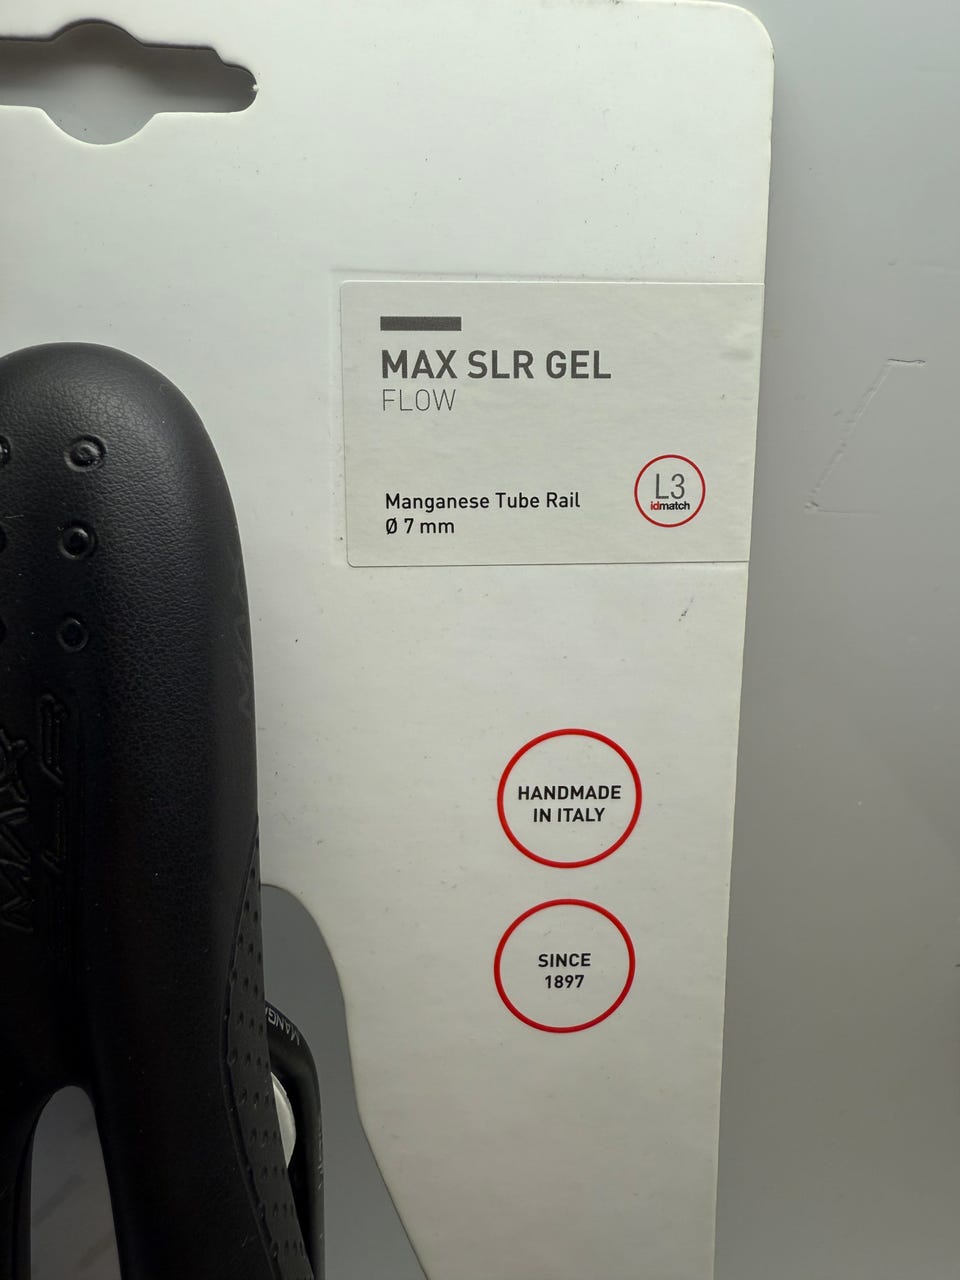 MAX SLR GEL
FLOW
Manganese Tube Rail
Ø 7 mm
L3
idmatch
HANDMADE
IN ITALY
SINCE
1897